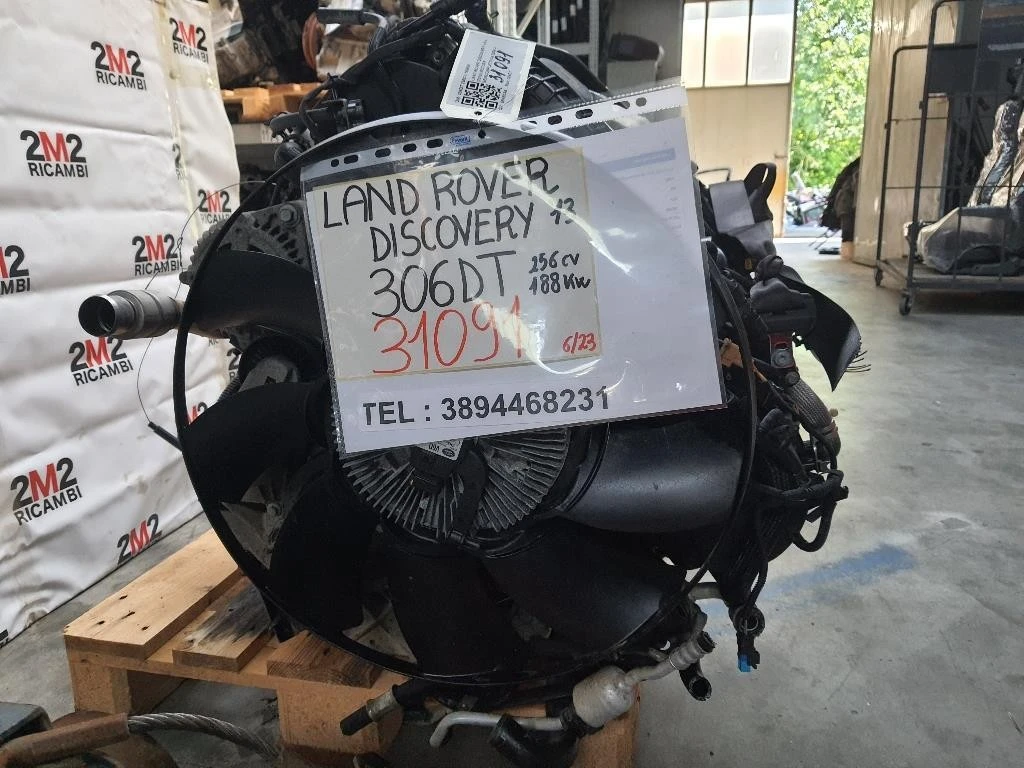 2M2
RICAMBI
2M2
RICAMBI
2M2
RICAMBI
2M2
RICAMBI
2M2
RICAMBI
2M2
2M2
RICAMBI
2M2
RICAMBI
2M2
31091
LAND ROVER
DISCOVERY 13
306DT 256 CV
188 Kw
31091 6/23
TEL : 3894468231